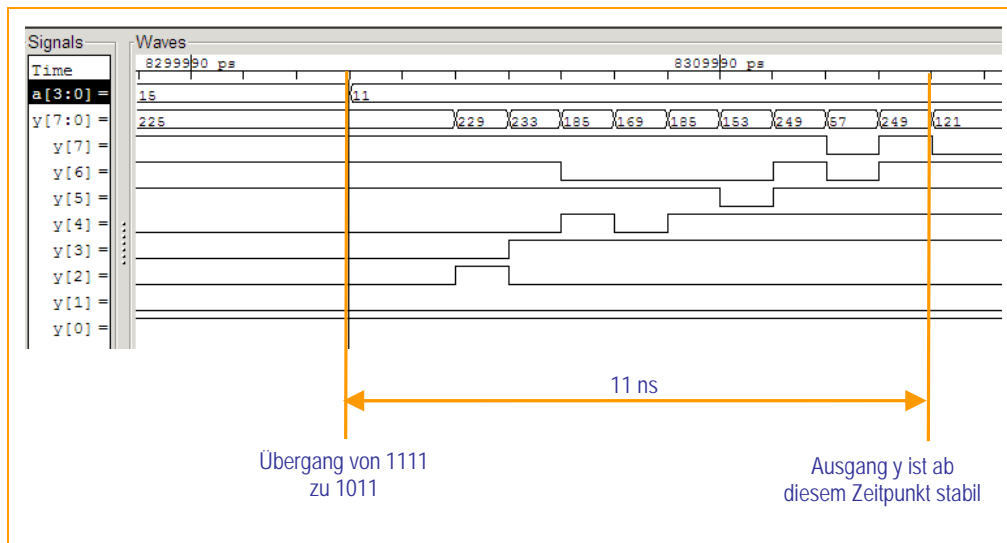 Signals
Waves
Time
8299990 ps
8309990 ps
a[3:0] =
15
11
y[7:0] =
225
229
233
185
169
185
153
249
57
249
121
y[7] =
y[6] =
y[5] =
y[4] =
y[3] =
y[2] =
y[1] =
y[0] =
11 ns
Übergang von 1111
zu 1011
Ausgang y ist ab
diesem Zeitpunkt stabil